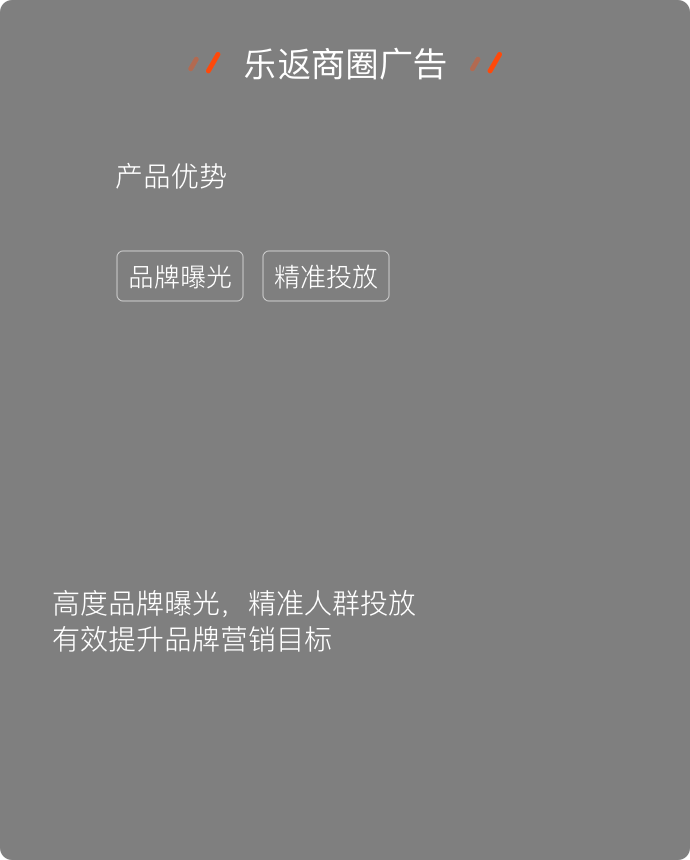 乐返商圈广告
产品优势
品牌曝光 精准投放
高度品牌曝光，精准人群投放
有效提升品牌营销目标